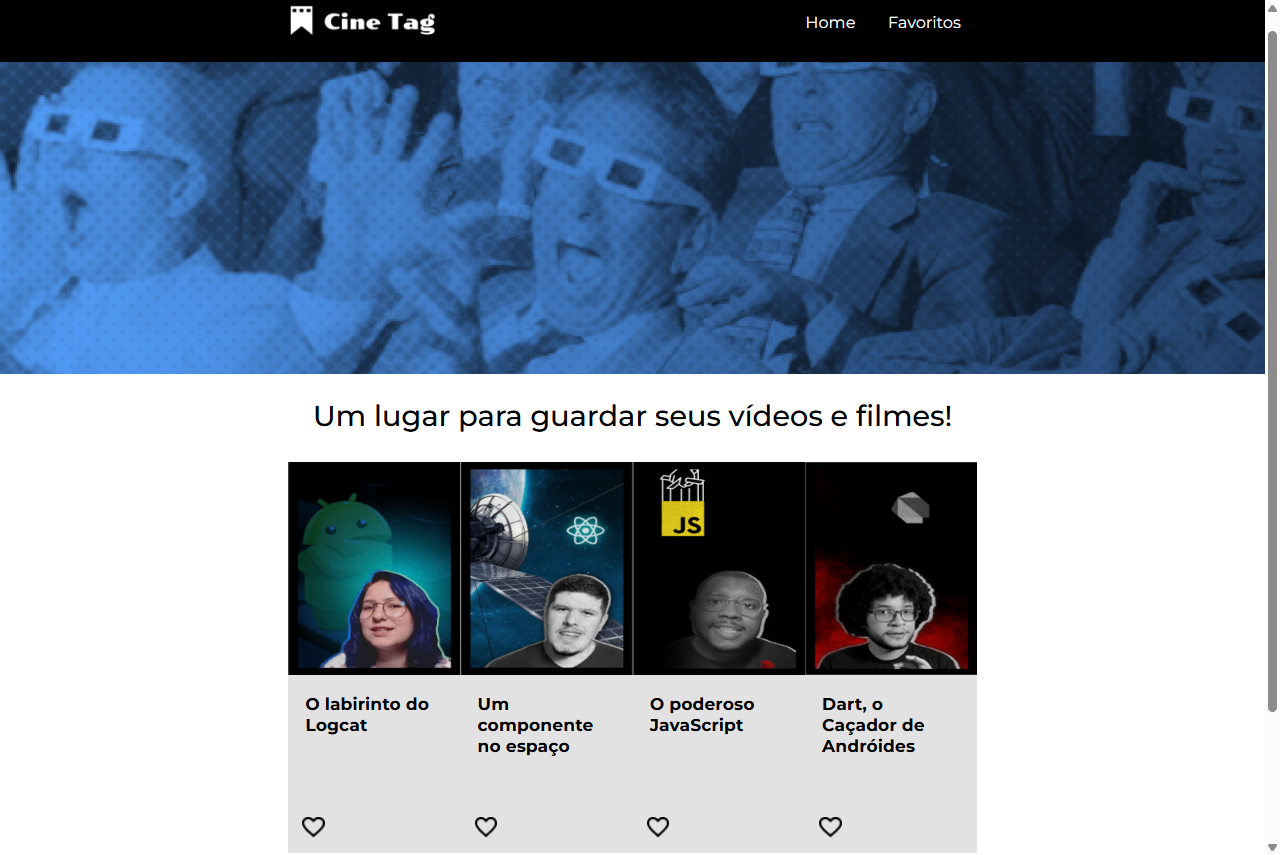 Cine Tag
Home
Favoritos
Um lugar para guardar seus vídeos e filmes!
JS
O labirinto do
Logcat
Um
componente
no espaço
O poderoso
JavaScript
Dart, o
Caçador de
Andróides